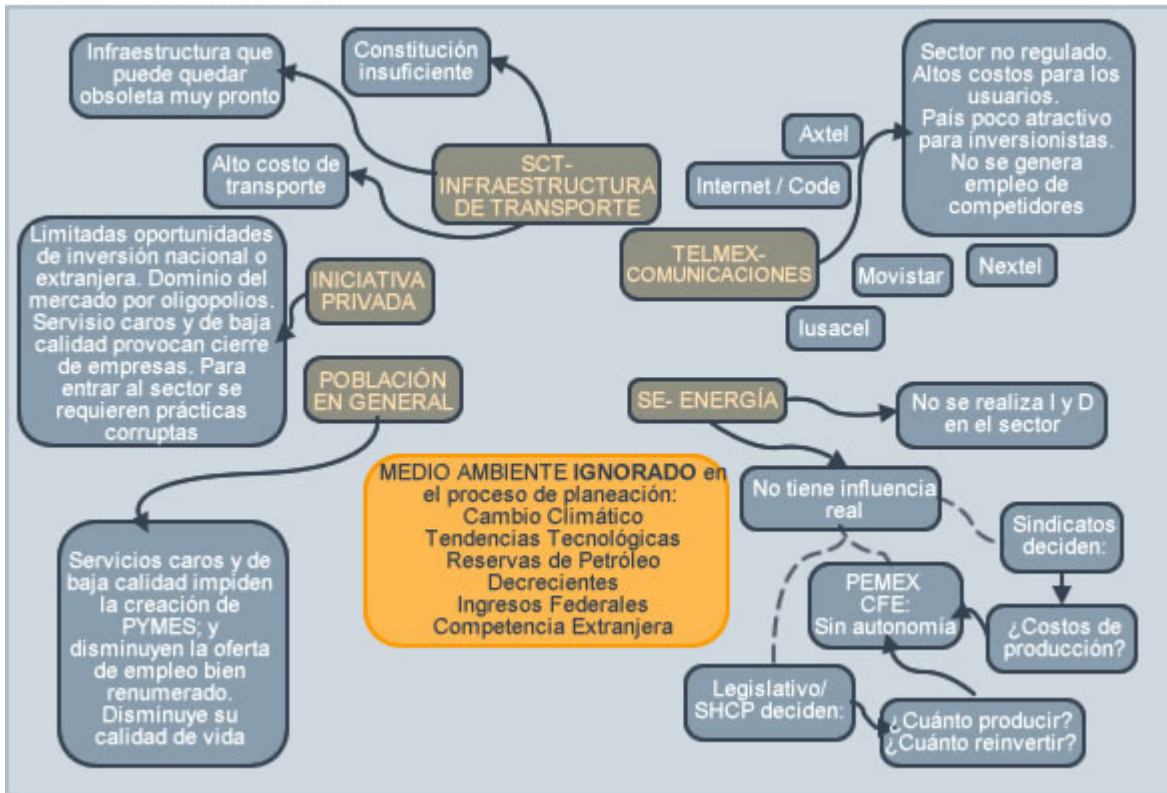 Infraestructura que
puede quedar
obsoleta muy pronto
Constitución
insuficiente
Alto costo de
transporte
SCT-
INFRAESTRUCTURA
DE TRANSPORTE
Sector no regulado.
Altos costos para los
usuarios.
País poco atractivo
para inversionistas.
No se genera
empleo de
competidores
Axtel
Internet / Code
TELMEX-
COMUNICACIONES
Movistar
Nextel
Iusacel
Limitadas oportunidades
de inversión nacional o
extranjera. Dominio del
mercado por oligopolios.
Servisio caros y de baja
calidad provocan cierre
de empresas. Para
entrar al sector se
requieren prácticas
corruptas
INICIATIVA
PRIVADA
POBLACIÓN
EN GENERAL
SE- ENERGÍA
No se realiza I y D
en el sector
MEDIO AMBIENTE IGNORADO en
el proceso de planeación:
Cambio Climático
Tendencias Tecnológicas
Reservas de Petróleo
Decrecientes
Ingresos Federales
Competencia Extranjera
No tiene influencia
real
Sindicatos
deciden:
Servicios caros y de
baja calidad impiden
la creación de
PYMES; y
disminuyen la oferta
de empleo bien
renumerado.
Disminuye su
calidad de vida
PEMEX
CFE:
Sin autonomía
¿Costos de
producción?
Legislativo/
SHCP deciden:
¿Cuánto producir?
¿Cuánto reinvertir?